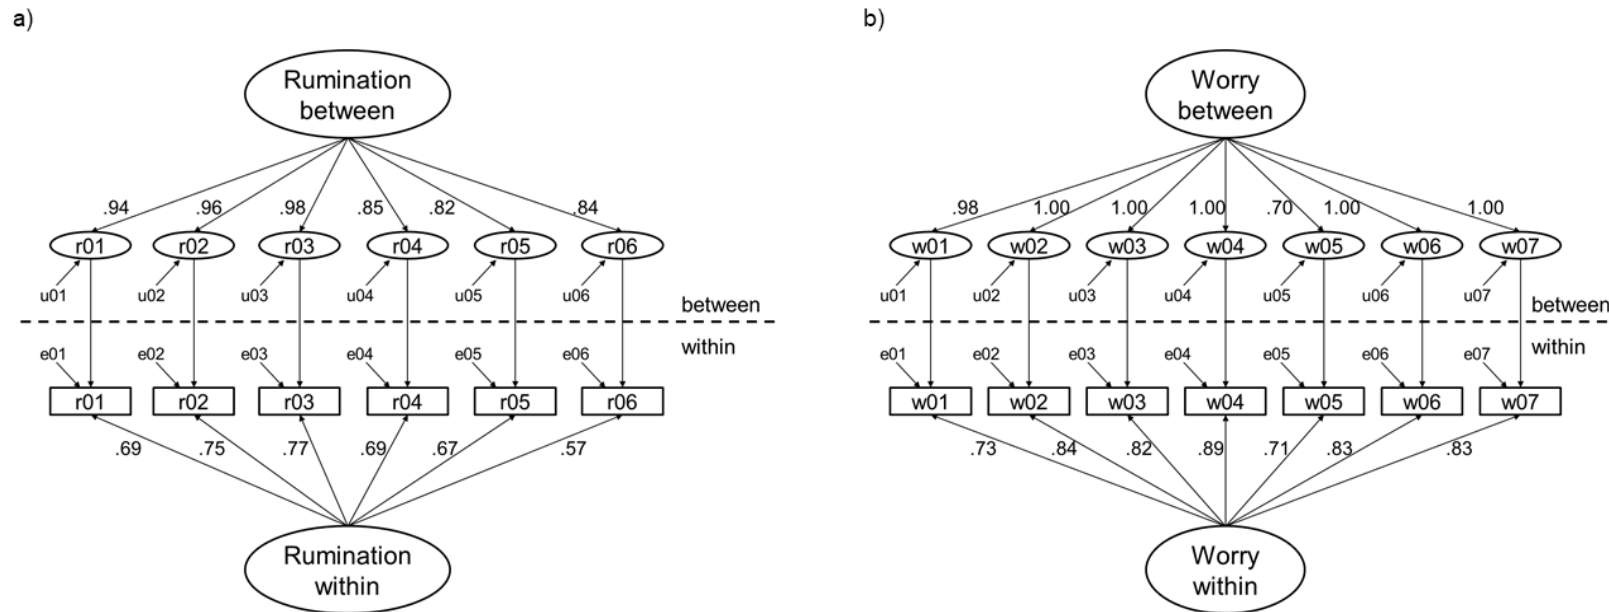 a)
Rumination
between
.94 .96 .98 .85 .82 .84
r01 r02 r03 r04 r05 r06
u01 u02 u03 u04 u05 u06
between
within
e01 e02 e03 e04 e05 e06
r01 r02 r03 r04 r05 r06
.69 .75 .77 .69 .67 .57
Rumination
within
b)
Worry
between
.98 1.00 1.00 1.00 .70 1.00 1.00
w01 w02 w03 w04 w05 w06 w07
u01 u02 u03 u04 u05 u06 u07
between
within
e01 e02 e03 e04 e05 e06 e07
w01 w02 w03 w04 w05 w06 w07
.73 .84 .82 .89 .71 .83 .83
Worry
within